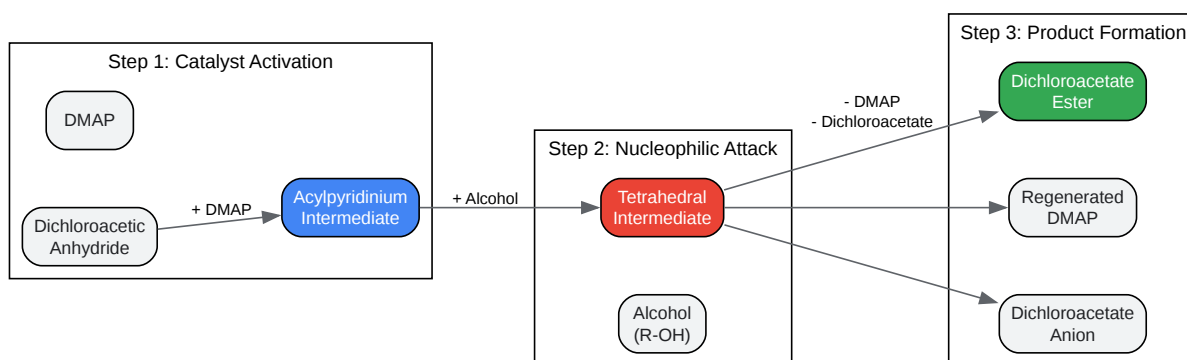 Step 1: Catalyst Activation
DMAP
Dichloroacetic
Anhydride
+ DMAP
Acylpyridinium
Intermediate
+ Alcohol
Step 2: Nucleophilic Attack
Tetrahedral
Intermediate
Alcohol
(R-OH)
- DMAP
- Dichloroacetate
Step 3: Product Formation
Dichloroacetate
Ester
Regenerated
DMAP
Dichloroacetate
Anion